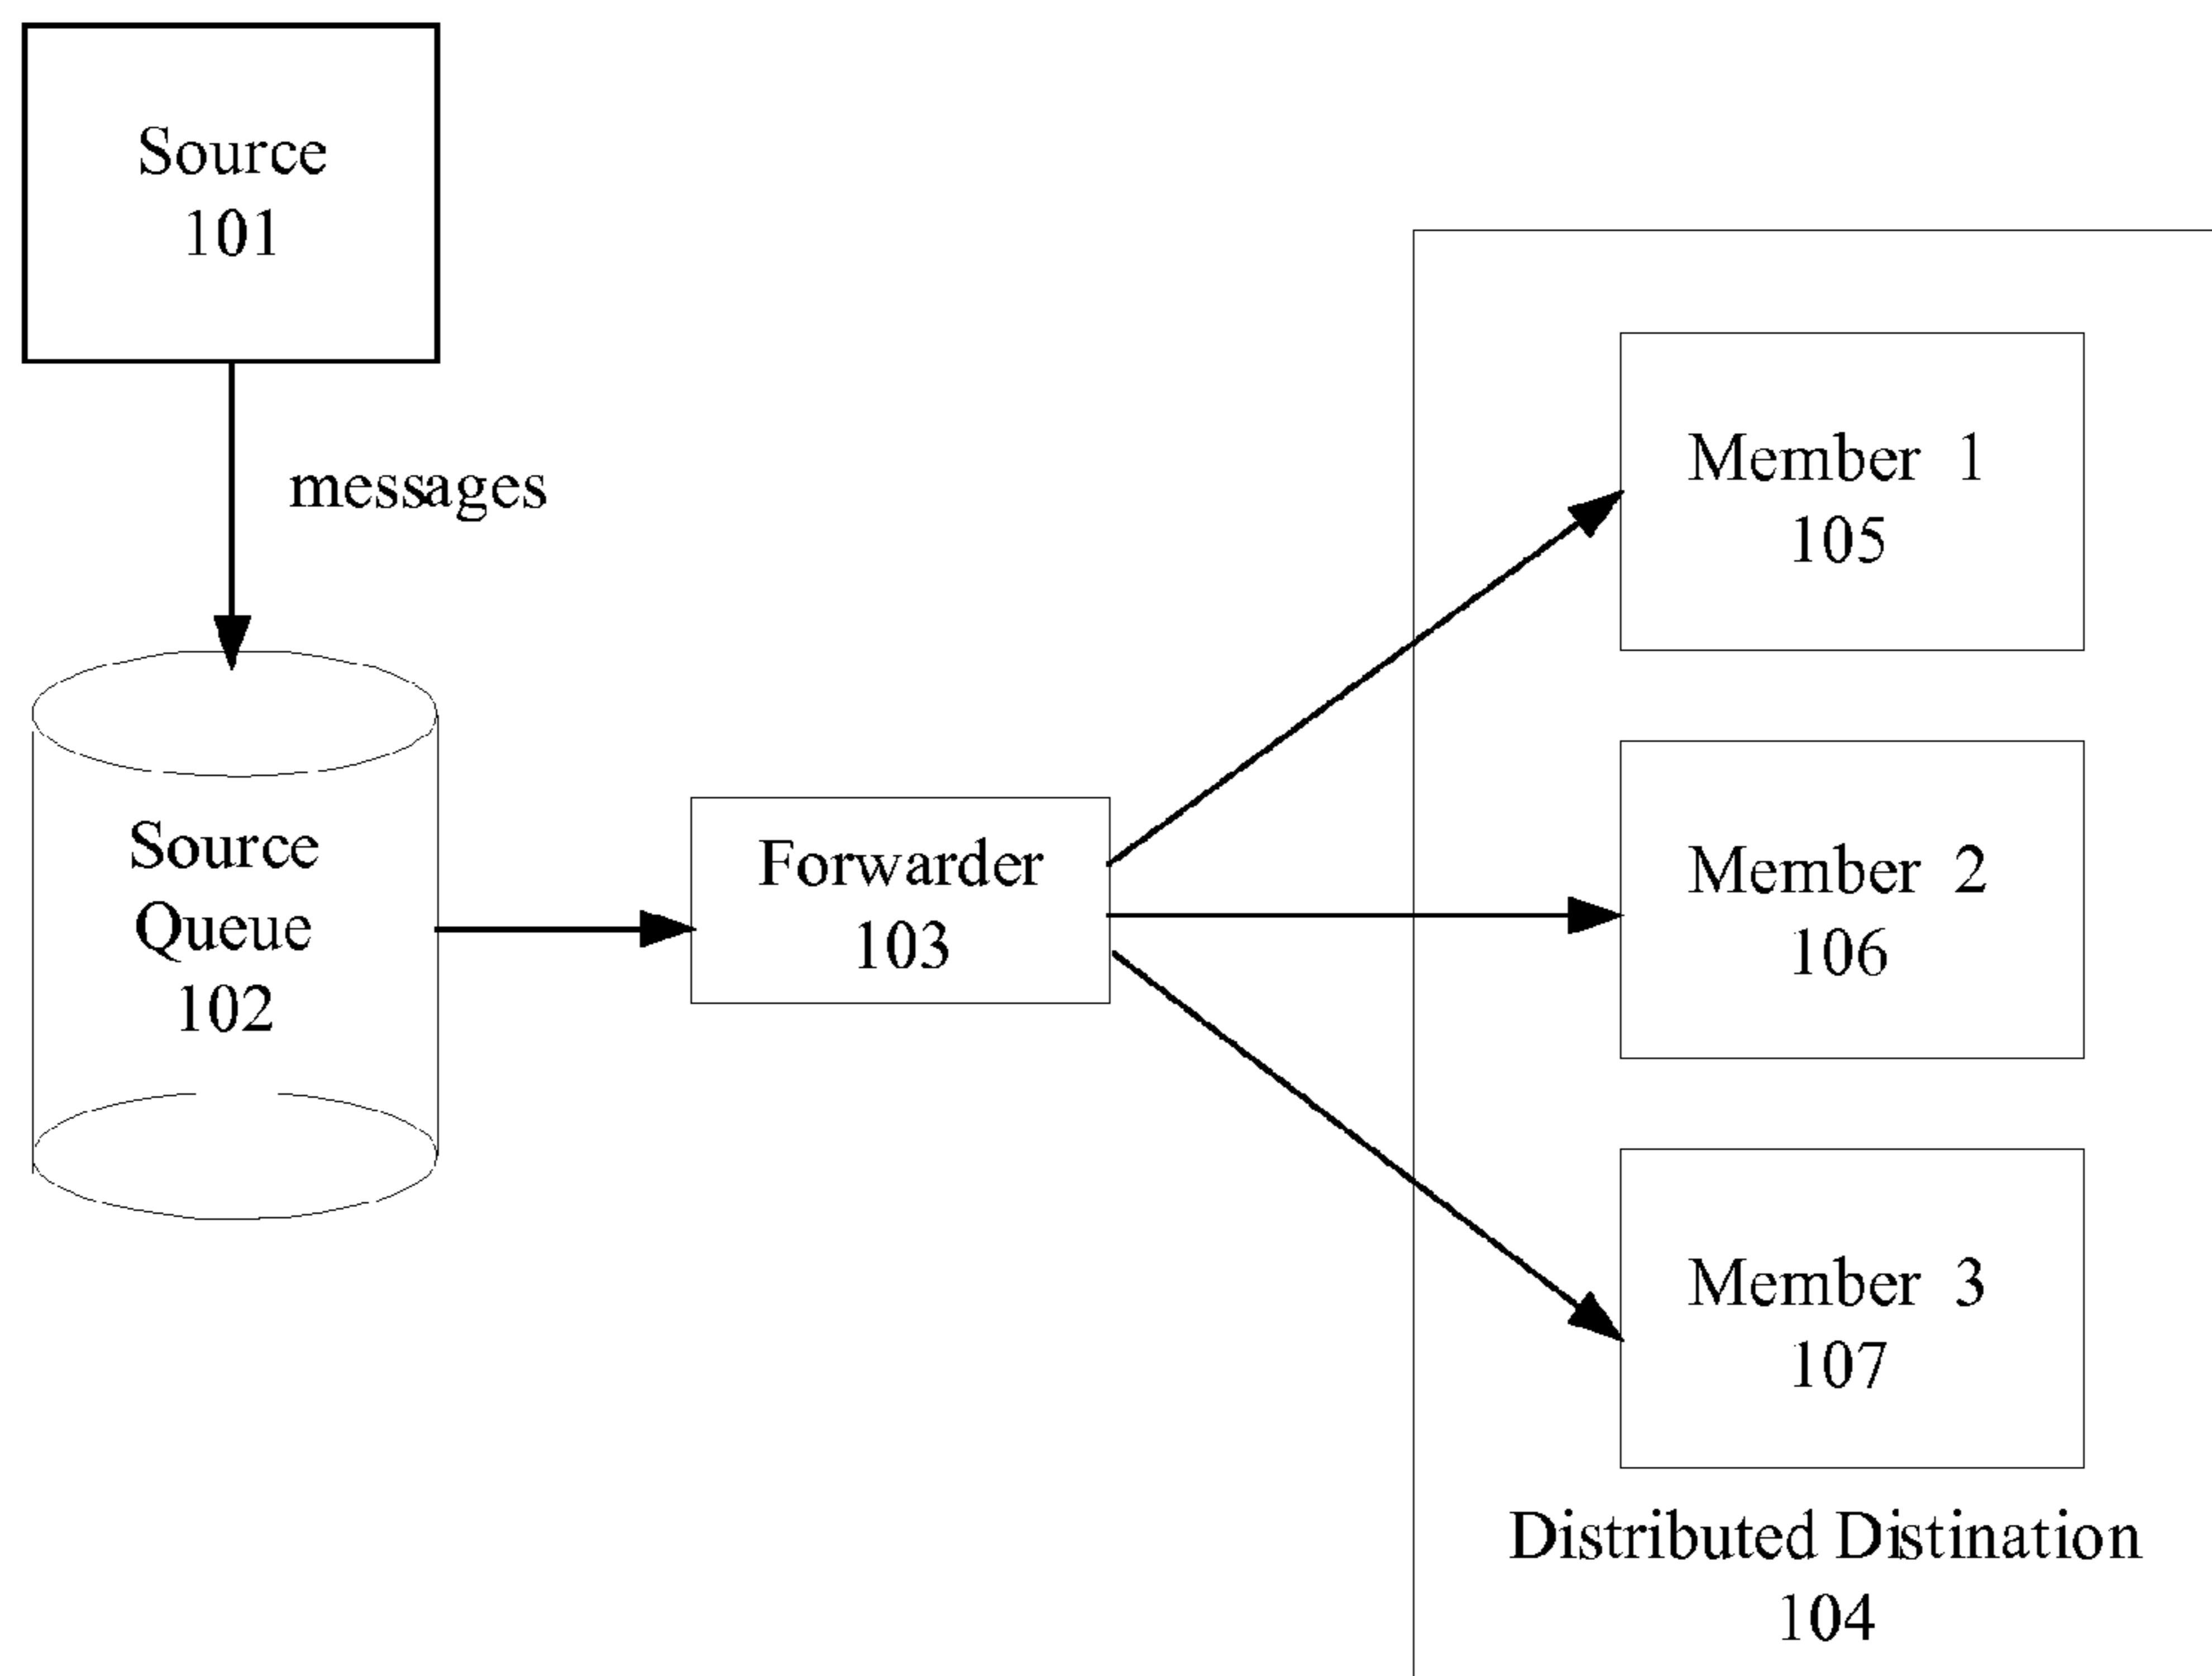 Source
101
messages
Source
Queue
102
Forwarder
103
Member 1
105
Member 2
106
Member 3
107
Distributed Distination
104